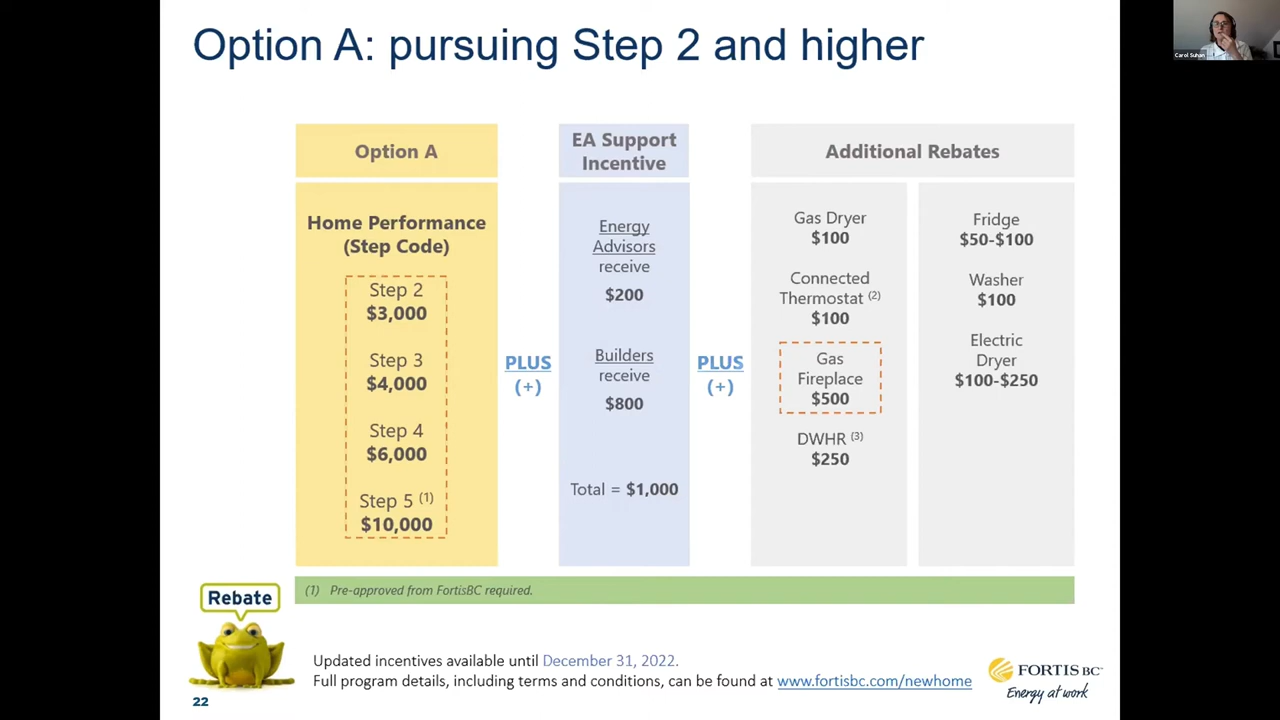 Option A: pursuing Step 2 and higher
Carol Suhan
Option A
Home Performance
(Step Code)
Step 2
$3,000
Step 3
$4,000
Step 4
$6,000
Step 5 (1)
$10,000
PLUS
(+)
EA Support
Incentive
Energy
Advisors
receive
$200
Builders
receive
$800
Total = $1,000
PLUS
(+)
Additional Rebates
Gas Dryer
$100
Connected
Thermostat (2)
$100
Gas
Fireplace
$500
DWHR (3)
$250
Fridge
$50-$100
Washer
$100
Electric
Dryer
$100-$250
(1) Pre-approved from FortisBC required.
Rebate
Updated incentives available until December 31, 2022.
Full program details, including terms and conditions, can be found at www.fortisbc.com/newhome
FORTIS BC
Energy at work
22